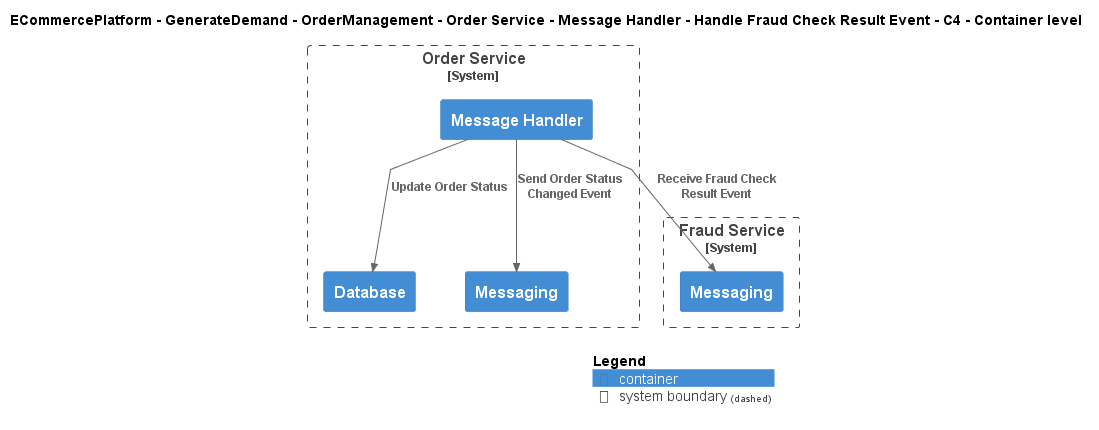 ECommercePlatform - GenerateDemand - OrderManagement - Order Service - Message Handler - Handle Fraud Check Result Event - C4 - Container level
Order Service
[System]
Message Handler
Update Order Status
Send Order Status
Changed Event
Receive Fraud Check
Result Event
Fraud Service
[System]
Database
Messaging
Messaging
Legend
container
system boundary (dashed)